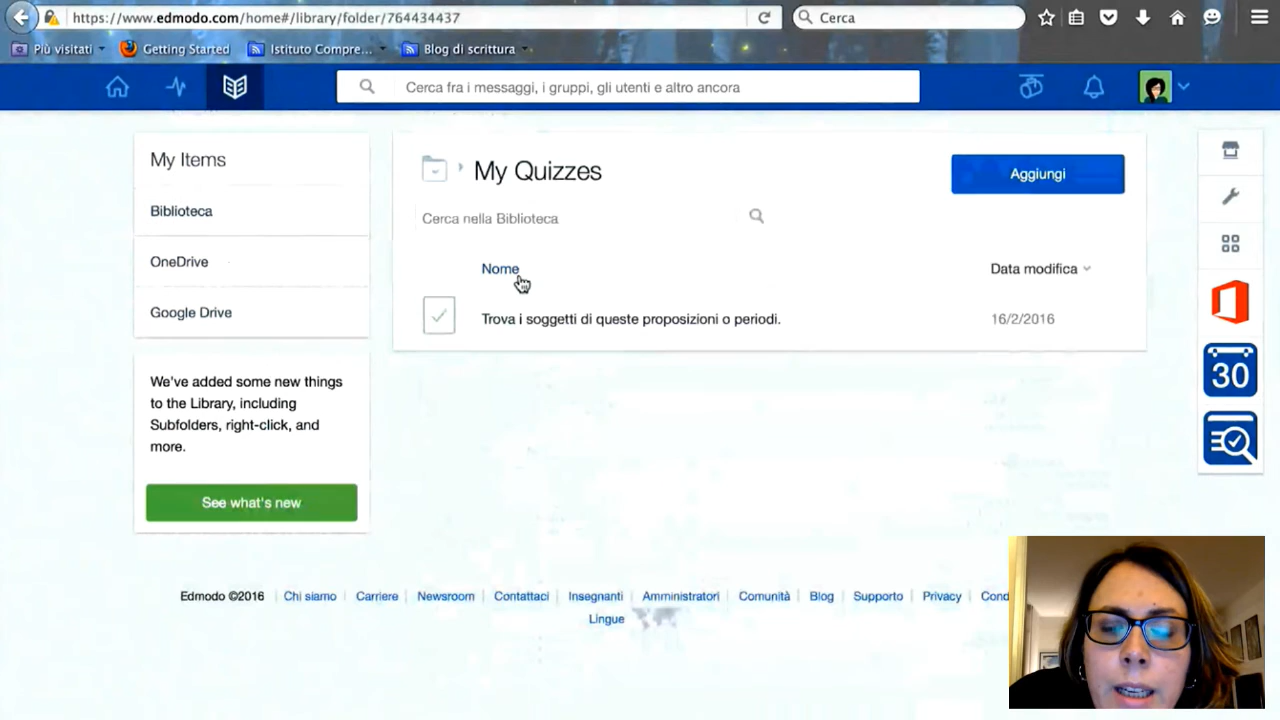 https://www.edmodo.com/home#/library/folder/764434437
Cerca
Più visitati
Getting Started
Istituto Compre...
Blog di scrittura
Cerca fra i messaggi, i gruppi, gli utenti e altro ancora
My Items
Biblioteca
OneDrive
Google Drive
We've added some new things
to the Library, including
Subfolders, right-click, and
more.
See what's new
My Quizzes
Aggiungi
Cerca nella Biblioteca
Nome
Data modifica
Trova i soggetti di queste proposizioni o periodi.
16/2/2016
30
Edmodo ©2016 Chi siamo Carriere Newsroom Contattaci Insegnanti Amministratori Comunità Blog Supporto Privacy Cond
Lingue